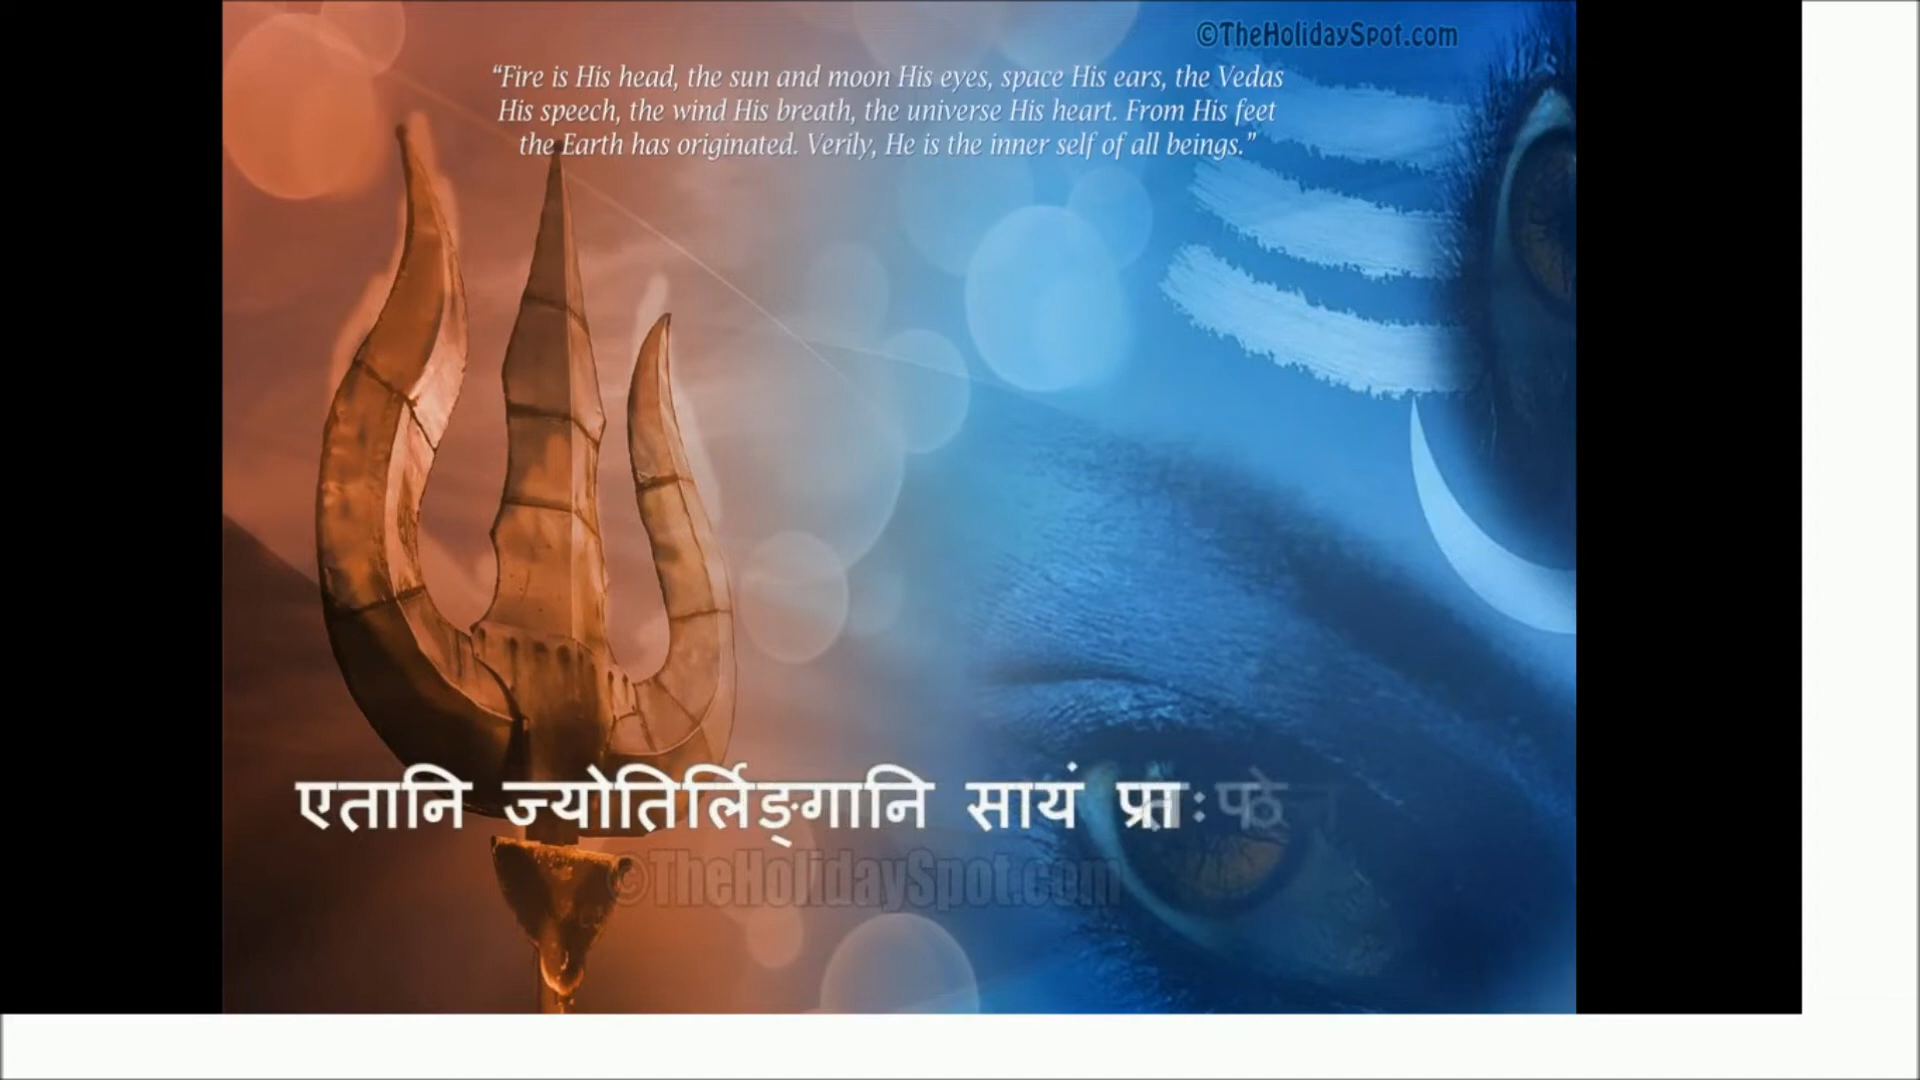 ©TheHolidaySpot.com
“Fire is His head, the sun and moon His eyes, space His ears, the Vedas
His speech, the wind His breath, the universe His heart. From His feet
the Earth has originated. Verily, He is the inner self of all beings.”
एतानि ज्योतिर्लिङ्गानि सायं प्रातः पठे
©TheHolidaySpot.com